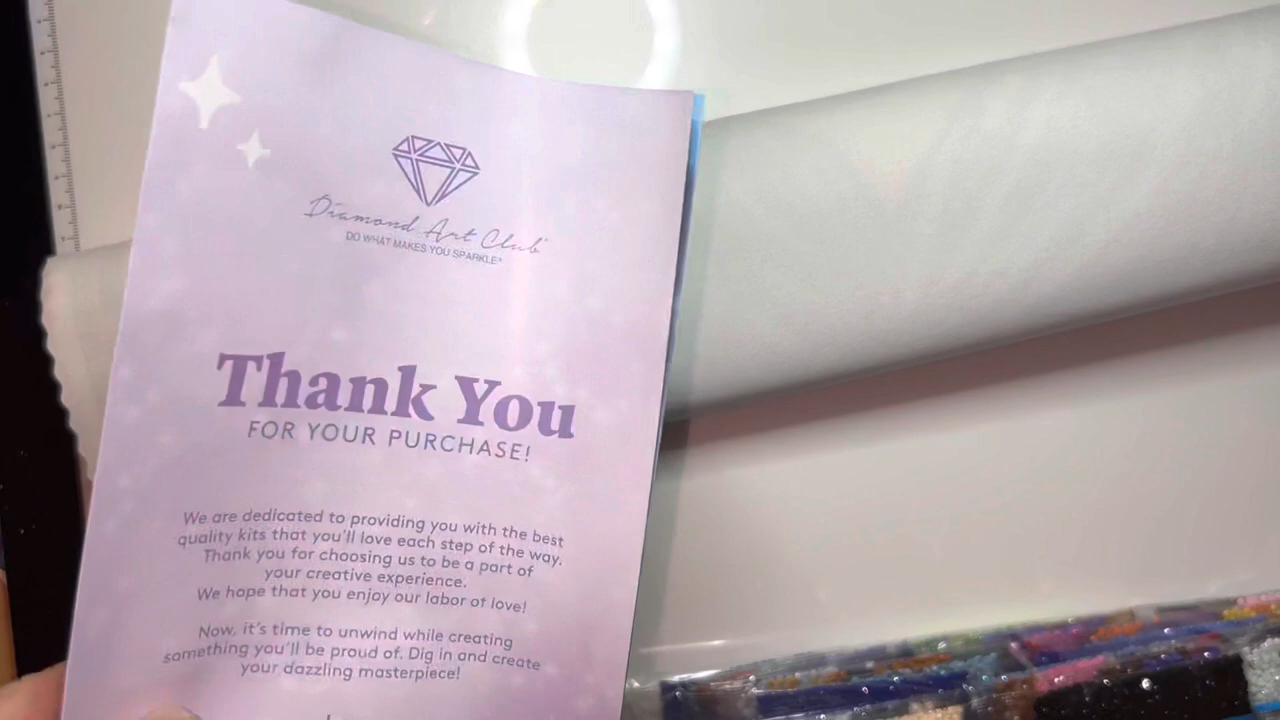 Diamond Art Club
DO WHAT MAKES YOU SPARKLE
Thank You
FOR YOUR PURCHASE!
We are dedicated to providing you with the best
quality kits that you'll love each step of the way.
Thank you for choosing us to be a part of
your creative experience.
We hope that you enjoy our labor of love!
Now, it's time to unwind while creating
something you'll be proud of. Dig in and create
your dazzling masterpiece!